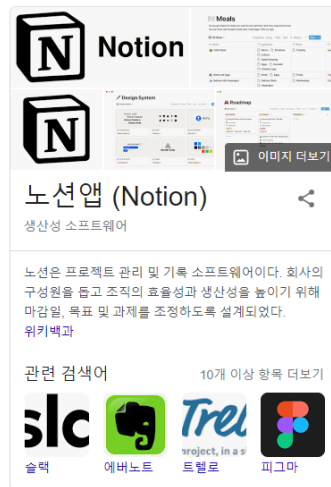 Notion
Meals
Design System
Roadmap
이미지 더보기
노션앱 (Notion)
생산성 소프트웨어
노션은 프로젝트 관리 및 기록 소프트웨어이다. 회사의
구성원을 돕고 조직의 효율성과 생산성을 높이기 위해
마감일, 목표 및 과제를 조정하도록 설계되었다.
위키백과
관련 검색어
10개 이상 항목 더보기
slc
Trel
project, in a s
슬랙
에버노트
트렐로
피그마